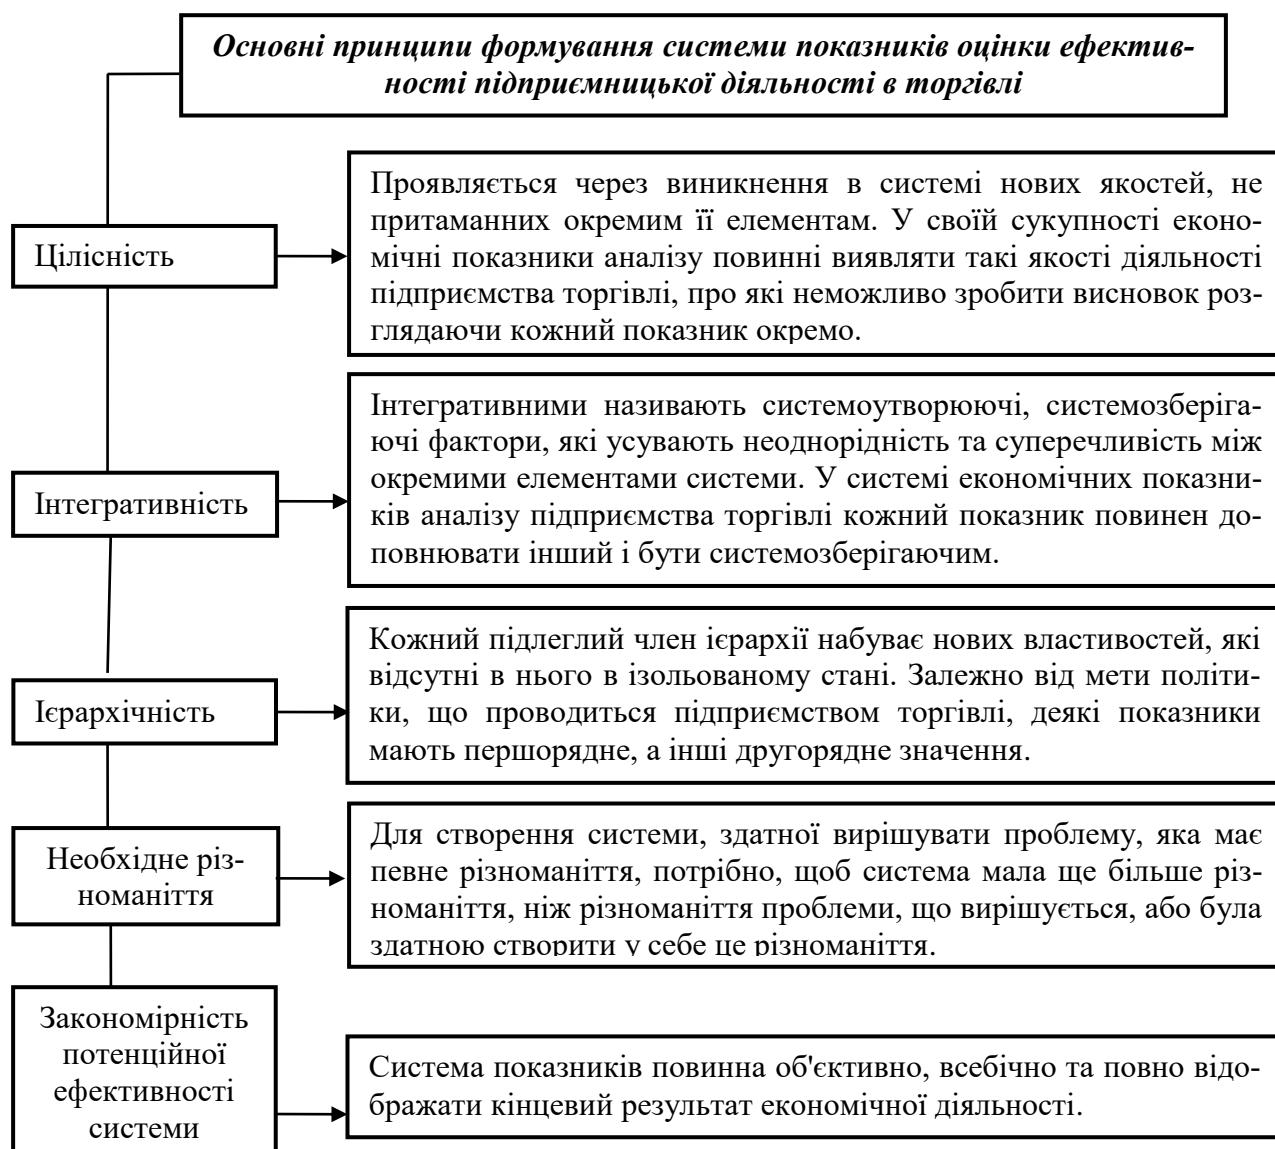 Основні принципи формування системи показників оцінки ефектив-
ності підприємницької діяльності в торгівлі
Цілісність
Проявляється через виникнення в системі нових якостей, не
притаманних окремим її елементам. У своїй сукупності еконо-
мічні показники аналізу повинні виявляти такі якості діяльності
підприємства торгівлі, про які неможливо зробити висновок роз-
глядаючи кожний показник окремо.
Інтегративність
Інтегративними називають системоутворюючі, системозберіга-
ючі фактори, які усувають неоднорідність та суперечливість між
окремими елементами системи. У системі економічних показни-
ків аналізу підприємства торгівлі кожний показник повинен до-
повнювати інший і бути системозберігаючим.
Ієрархічність
Кожний підлеглий член ієрархії набуває нових властивостей, які
відсутні в нього в ізольованому стані. Залежно від мети політи-
ки, що проводиться підприємством торгівлі, деякі показники
мають першорядне, а інші другорядне значення.
Необхідне різ-
номаніття
Для створення системи, здатної вирішувати проблему, яка має
певне різноманіття, потрібно, щоб система мала ще більше різ-
номаніття, ніж різноманіття проблеми, що вирішується, або була
здатною створити у себе це різноманіття.
Закономірність
потенційної
ефективності
системи
Система показників повинна об'єктивно, всебічно та повно відо-
бражати кінцевий результат економічної діяльності.